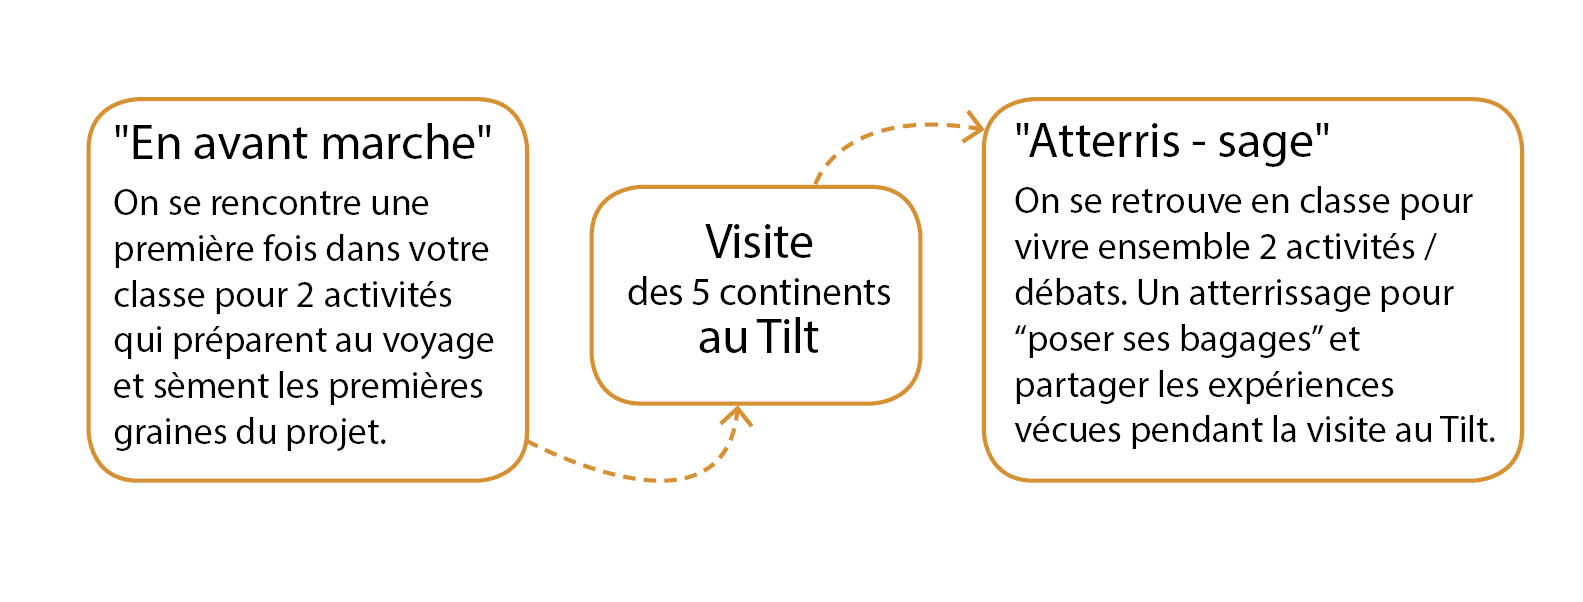 "En avant marche"
On se rencontre une
première fois dans votre
classe pour 2 activités
qui préparent au voyage
et sèment les premières
graines du projet.
Visite
des 5 continents
au Tilt
"Atterris - sage"
On se retrouve en classe pour
vivre ensemble 2 activités /
débats. Un atterrissage pour
“poser ses bagages” et
partager les expériences
vécues pendant la visite au Tilt.